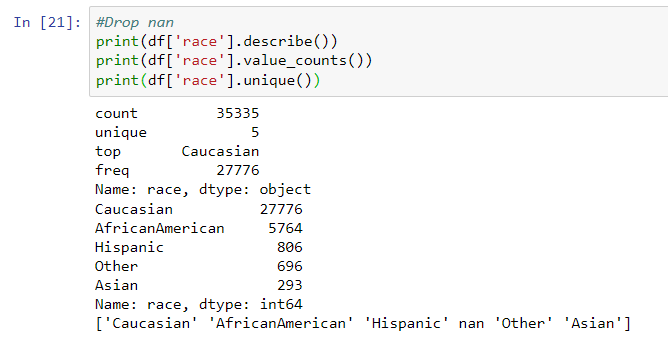 In [21]: #Drop nan
print(df['race'].describe())
print(df['race'].value_counts())
print(df['race'].unique())
count 35335
unique 5
top Caucasian
freq 27776
Name: race, dtype: object
Caucasian 27776
AfricanAmerican 5764
Hispanic 806
Other 696
Asian 293
Name: race, dtype: int64
['Caucasian' 'AfricanAmerican' 'Hispanic' nan 'Other' 'Asian']